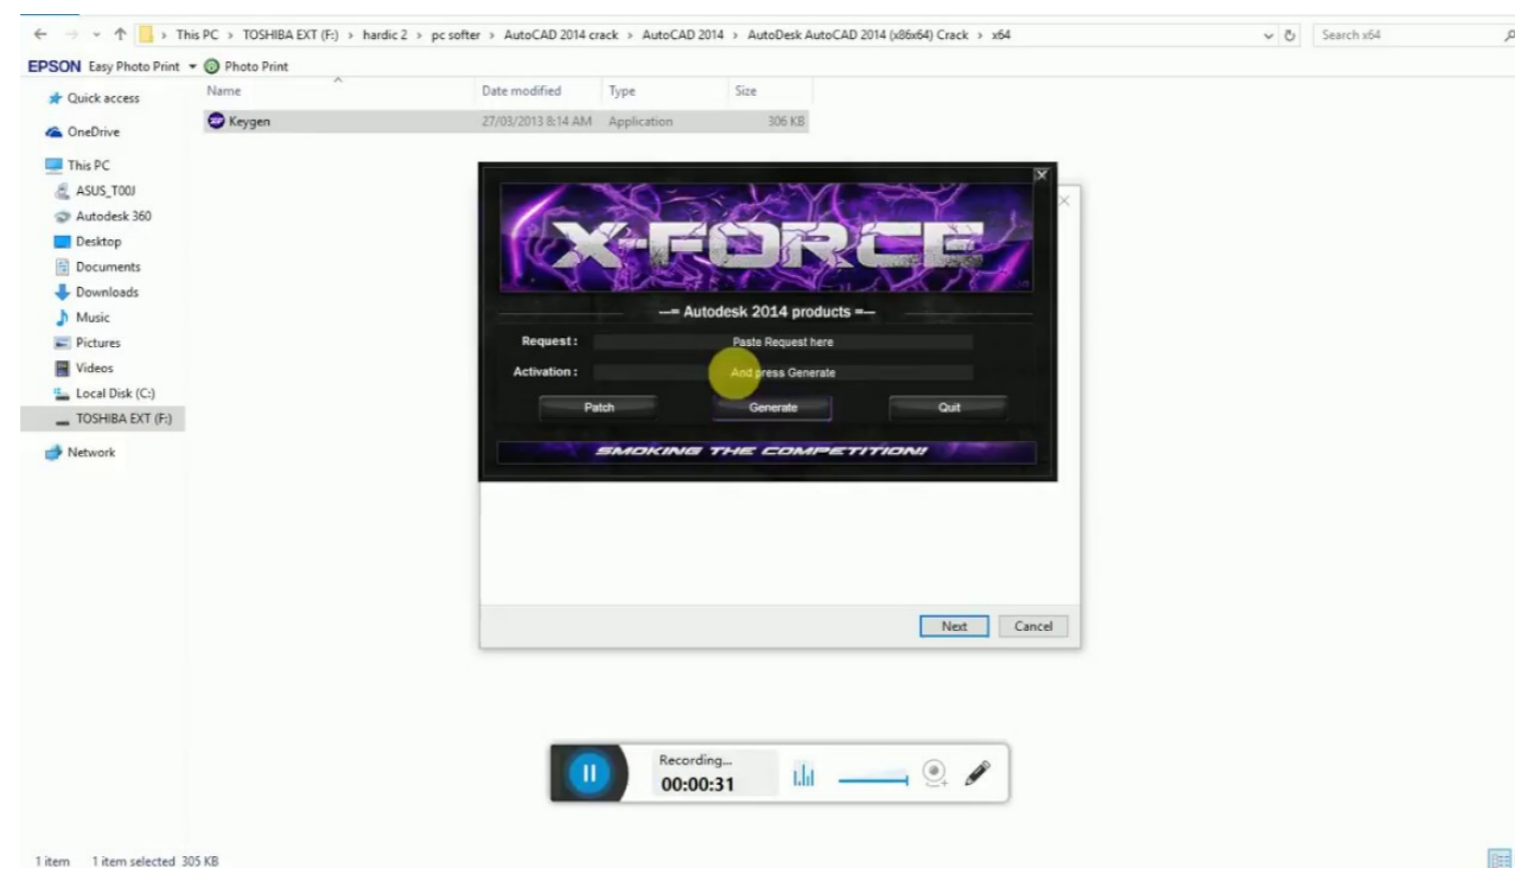 This PC > TOSHIBA EXT (F:) > hardic 2 > pc softer > AutoCAD 2014 crack > AutoCAD 2014 > AutoDesk AutoCAD 2014 (x86x64) Crack > x64
Search x64
EPSON Easy Photo Print Photo Print
Name Date modified Type Size
Keygen 27/03/2013 8:14 AM Application 306 KB
Quick access
OneDrive
This PC
ASUS_T00J
Autodesk 360
Desktop
Documents
Downloads
Music
Pictures
Videos
Local Disk (C:)
TOSHIBA EXT (F:)
Network
X-FORCE
---= Autodesk 2014 products =---
Request : Paste Request here
Activation : And press Generate
Patch Generate Quit
SMOKING THE COMPETITION!
Next Cancel
Recording...
00:00:31
1 item 1 item selected 305 KB